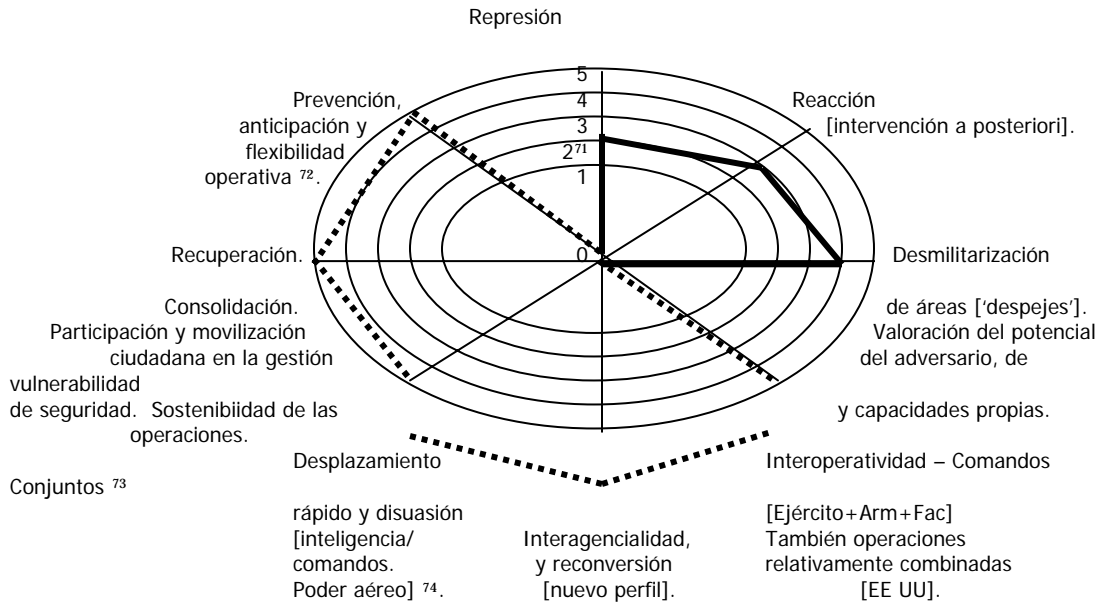 Represión
5
Prevención,
4
Reacción
anticipación y
3
[intervención a posteriori].
flexibilidad
2⁷¹
operativa ⁷².
1
Recuperación.
0
Desmilitarización
Consolidación.
de áreas ['despejes'].
Participación y movilización
Valoración del potencial
ciudadana en la gestión
del adversario, de
vulnerabilidad
de seguridad. Sostenibiidad de las
y capacidades propias.
operaciones.
Desplazamiento
Interoperatividad – Comandos
Conjuntos ⁷³
rápido y disuasión
[Ejército+Arm+Fac]
[inteligencia/
Interagencialidad,
También operaciones
comandos.
y reconversión
relativamente combinadas
Poder aéreo] ⁷⁴.
[nuevo perfil].
[EE UU].